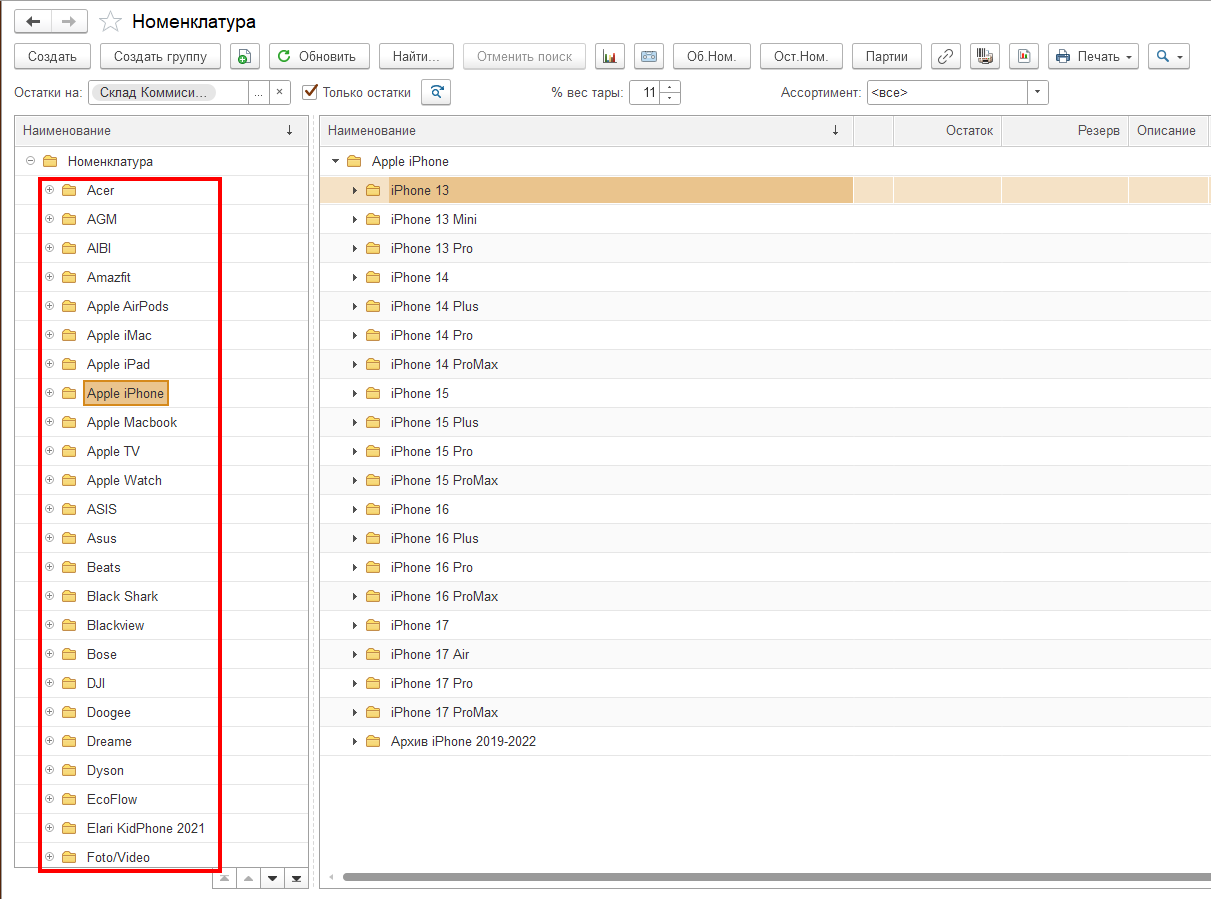 Номенклатура
Создать Создать группу Обновить Найти... Отменить поиск Об.Ном. Ост.Ном. Партии Печать
Остатки на: Склад Коммиси... ... × Только остатки % вес тары: 11 Ассортимент: <все>
Наименование ↓
Номенклатура
Acer
AGM
AIBI
Amazfit
Apple AirPods
Apple iMac
Apple iPad
Apple iPhone
Apple Macbook
Apple TV
Apple Watch
ASIS
Asus
Beats
Black Shark
Blackview
Bose
DJI
Doogee
Dreame
Dyson
EcoFlow
Elari KidPhone 2021
Foto/Video
Наименование ↓ Остаток Резерв Описание
Apple iPhone
iPhone 13
iPhone 13 Mini
iPhone 13 Pro
iPhone 14
iPhone 14 Plus
iPhone 14 Pro
iPhone 14 ProMax
iPhone 15
iPhone 15 Plus
iPhone 15 Pro
iPhone 15 ProMax
iPhone 16
iPhone 16 Plus
iPhone 16 Pro
iPhone 16 ProMax
iPhone 17
iPhone 17 Air
iPhone 17 Pro
iPhone 17 ProMax
Архив iPhone 2019-2022